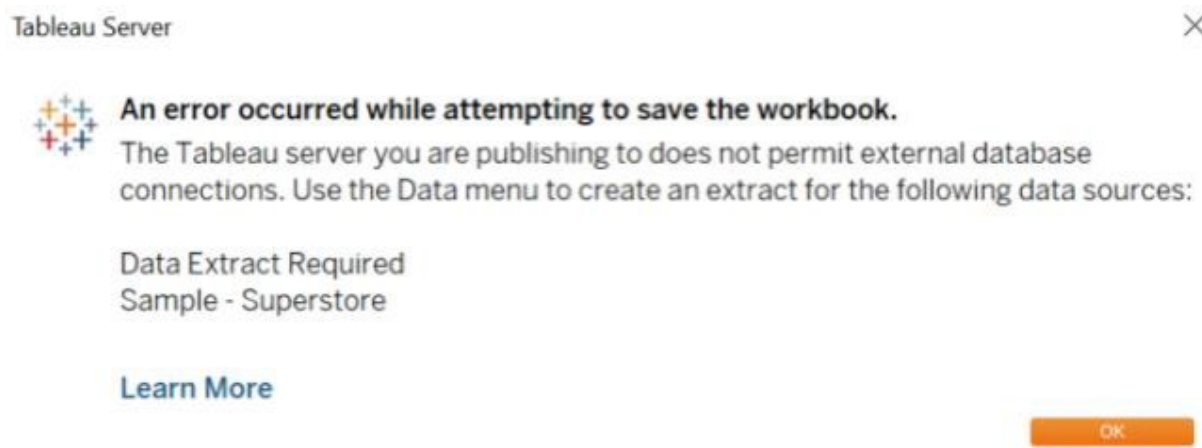 Tableau Server
An error occurred while attempting to save the workbook.
The Tableau server you are publishing to does not permit external database
connections. Use the Data menu to create an extract for the following data sources:
Data Extract Required
Sample - Superstore
Learn More
OK